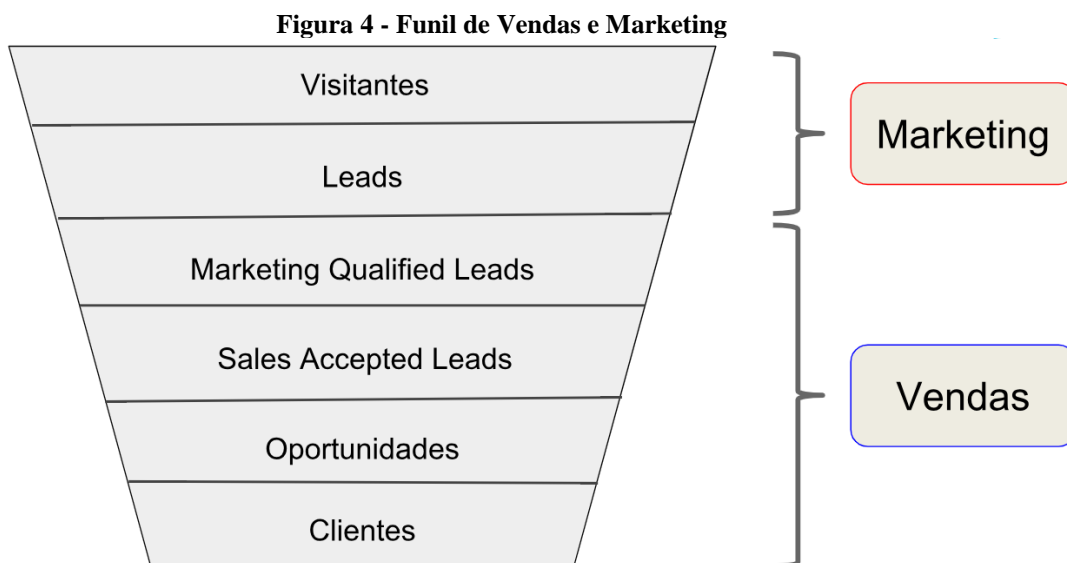 Figura 4 - Funil de Vendas e Marketing
Visitantes
Leads
Marketing Qualified Leads
Sales Accepted Leads
Oportunidades
Clientes
Marketing
Vendas